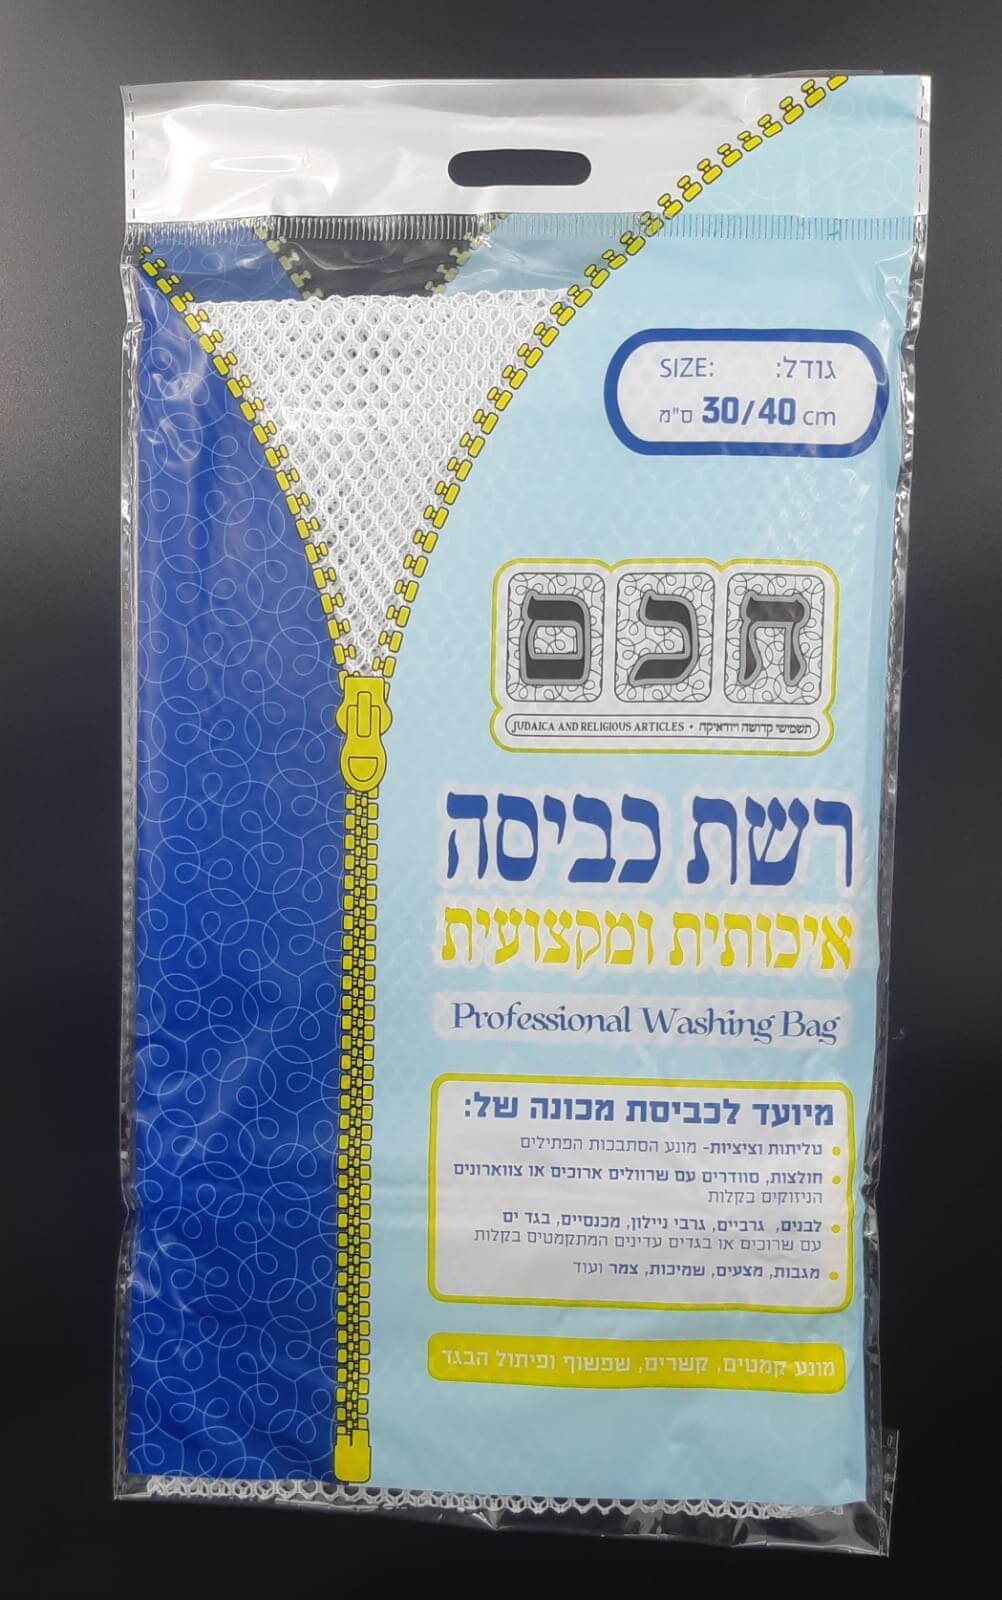 SIZE: גודל:
30/40 cm ס"מ
חכם
JUDAICA AND RELIGIOUS ARTICLES • תשמישי קדושה ויודאיקה
רשת כביסה
איכותית ומקצועית
Professional Washing Bag
מיועד לכביסת מכונה של:
• טליתות וציציות- מונע הסתבכות הפתילים
• חולצות, סוודרים עם שרוולים ארוכים או צווארונים
הניזוקים בקלות
• לבנים, גרביים, גרבי ניילון, מכנסיים, בגד ים
עם שרוכים או בגדים עדינים המתקמטים בקלות
• מגבות, מצעים, שמיכות, צמר ועוד
מונע קמטים, קשרים, שפשוף ופיתול הבגד